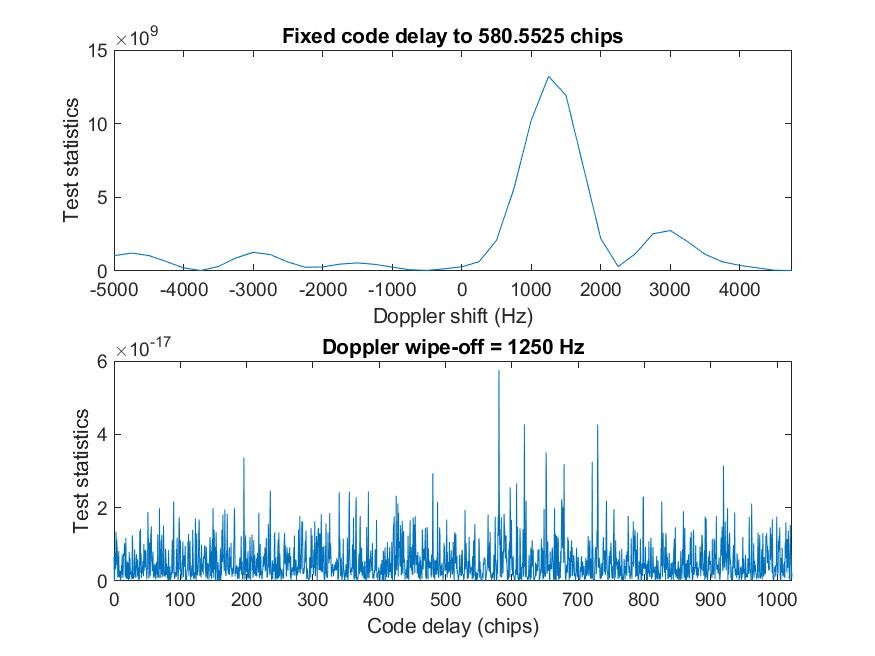 ×10^9
Fixed code delay to 580.5525 chips
15
10
5
0
Test statistics
-5000 -4000 -3000 -2000 -1000 0 1000 2000 3000 4000
Doppler shift (Hz)
×10^-17
Doppler wipe-off = 1250 Hz
6
4
2
0
Test statistics
0 100 200 300 400 500 600 700 800 900 1000
Code delay (chips)